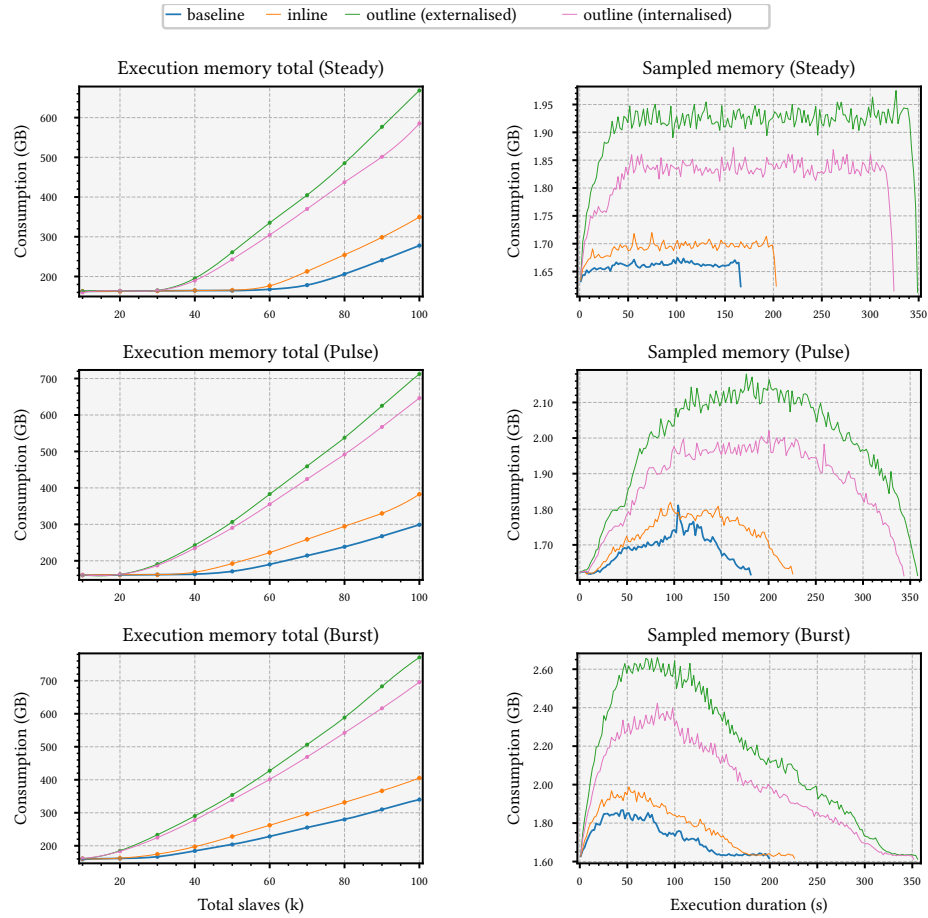 baseline inline outline (externalised) outline (internalised)
Execution memory total (Steady)
Consumption (GB)
600
500
400
300
200
20 40 60 80 100
Sampled memory (Steady)
Consumption (GB)
1.95
1.90
1.85
1.80
1.75
1.70
1.65
0 50 100 150 200 250 300 350
Execution memory total (Pulse)
Consumption (GB)
700
600
500
400
300
200
20 40 60 80 100
Sampled memory (Pulse)
Consumption (GB)
2.10
2.00
1.90
1.80
1.70
0 50 100 150 200 250 300 350
Execution memory total (Burst)
Consumption (GB)
700
600
500
400
300
200
20 40 60 80 100
Total slaves (k)
Sampled memory (Burst)
Consumption (GB)
2.60
2.40
2.20
2.00
1.80
1.60
0 50 100 150 200 250 300 350
Execution duration (s)